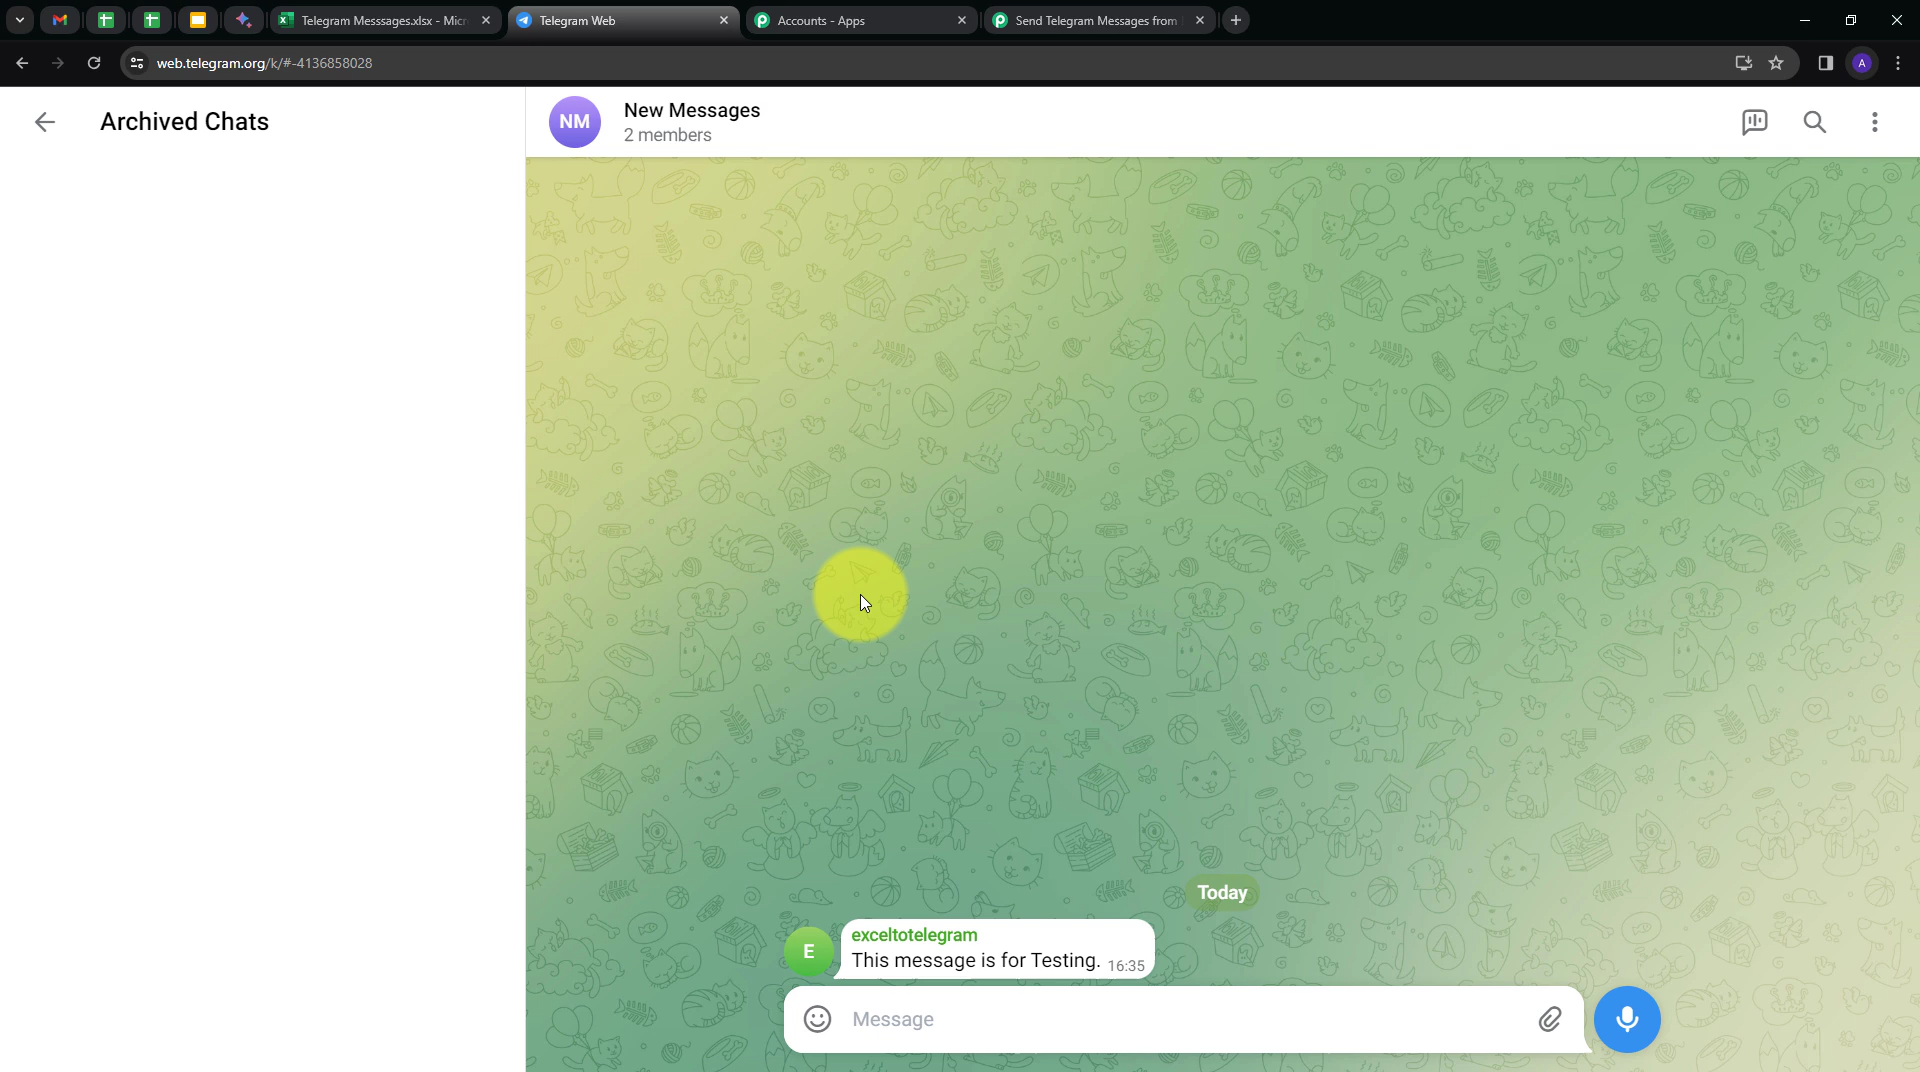 Telegram Messsages.xlsx - Micr
Telegram Web
Accounts - Apps
Send Telegram Messages from
web.telegram.org/k/#-4136858028
A
Archived Chats
NM
New Messages
2 members
Today
E
exceltotelegram
This message is for Testing. 16:35
Message